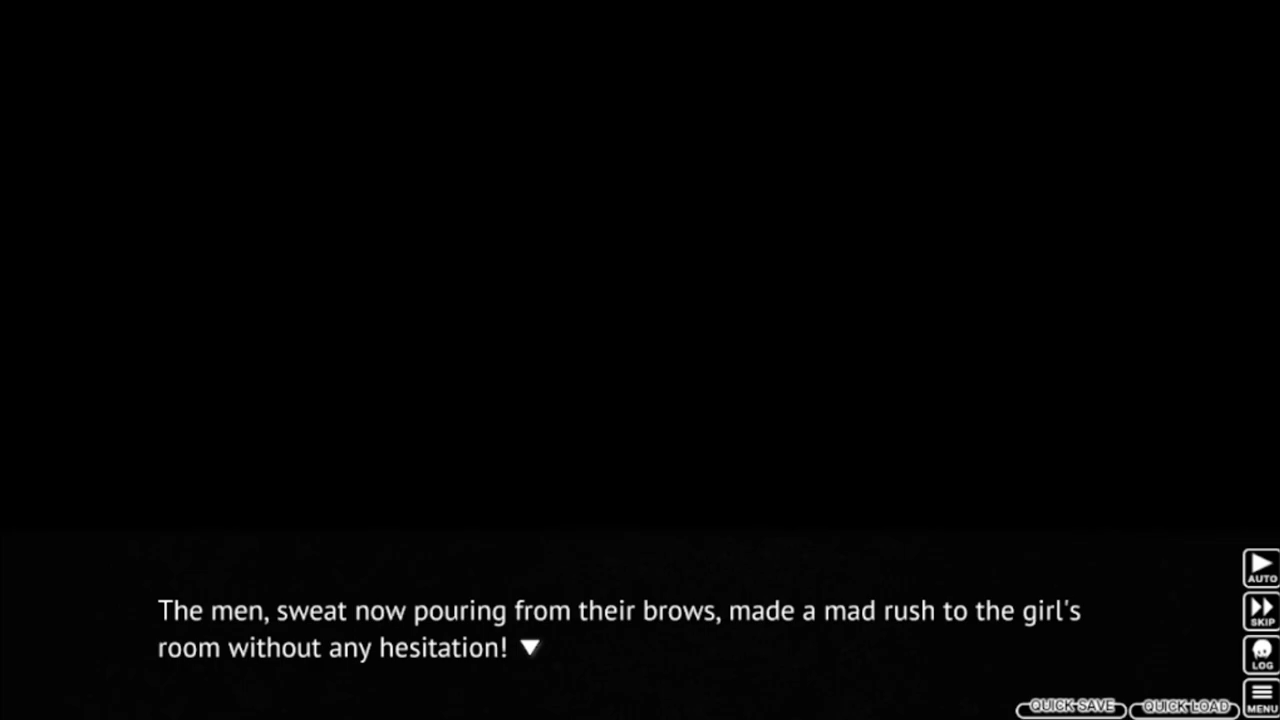 The men, sweat now pouring from their brows, made a mad rush to the girl's
room without any hesitation!
AUTO
SKIP
LOG
MENU
QUICK SAVE QUICK LOAD